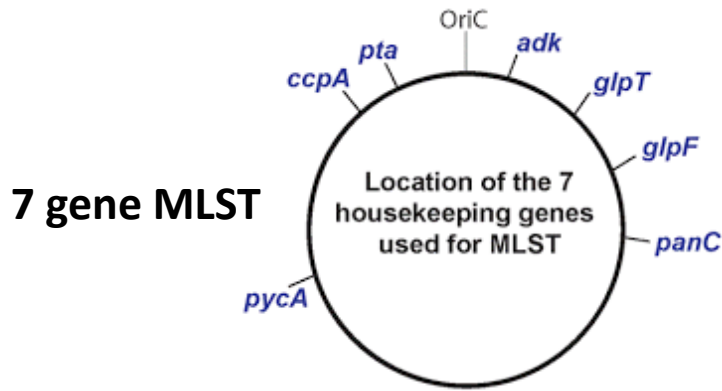 OriC
adk
pta
ccpA
glpT
glpF
Location of the 7
housekeeping genes
used for MLST
7 gene MLST
panC
pycA